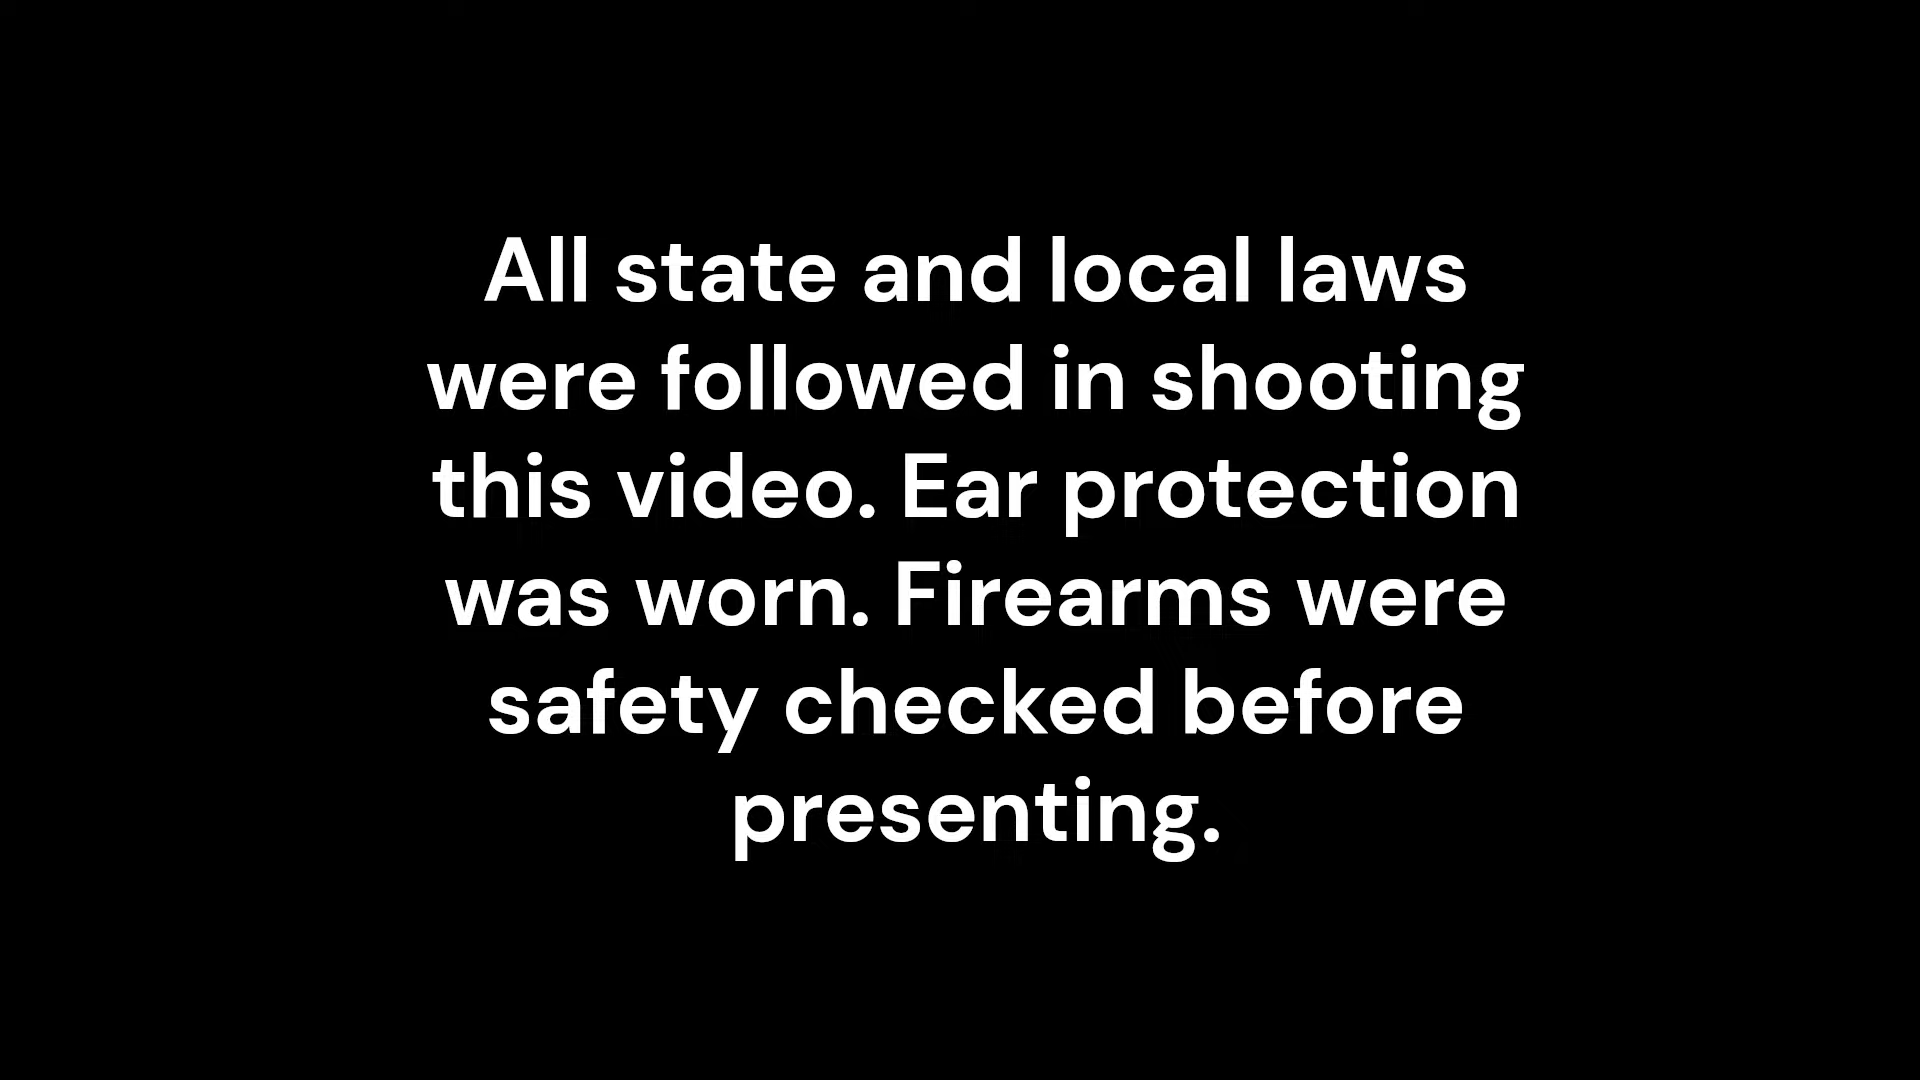 All state and local laws
were followed in shooting
this video. Ear protection
was worn. Firearms were
safety checked before
presenting.